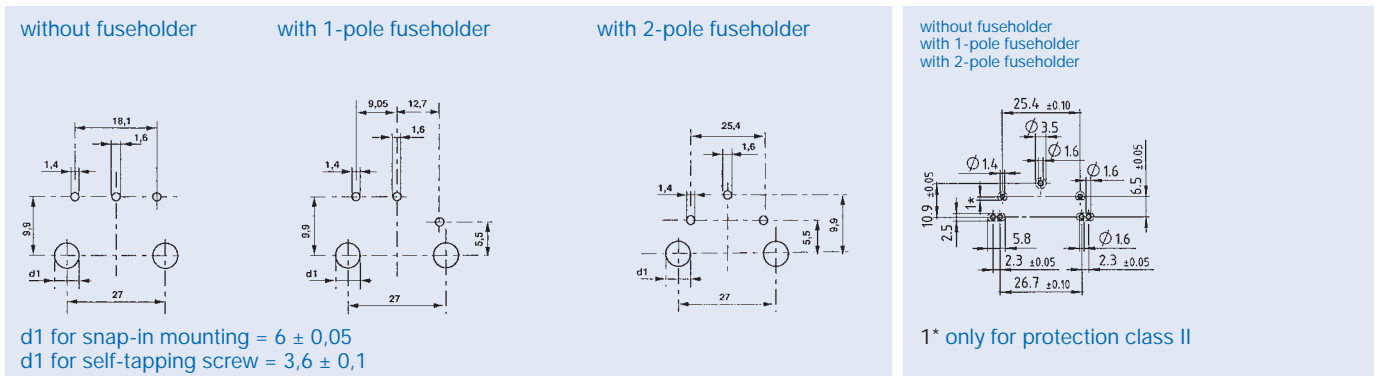 without fuseholder
with 1-pole fuseholder
with 2-pole fuseholder
18,1
1,6
1,4
9,9
d1
27
9,05
12,7
1,6
1,4
9,9
5,5
d1
27
25,4
1,6
1,4
5,5
9,9
d1
27
d1 for snap-in mounting = 6 ± 0,05
d1 for self-tapping screw = 3,6 ± 0,1
without fuseholder
with 1-pole fuseholder
with 2-pole fuseholder
25.4 ±0.10
Ø 3.5
Ø 1.6
Ø 1.4
Ø 1.6
6.5 ±0.05
10.9 ±0.05
1*
2.5
5.8
Ø 1.6
2.3 ±0.05
2.3 ±0.05
26.7 ±0.10
1* only for protection class II